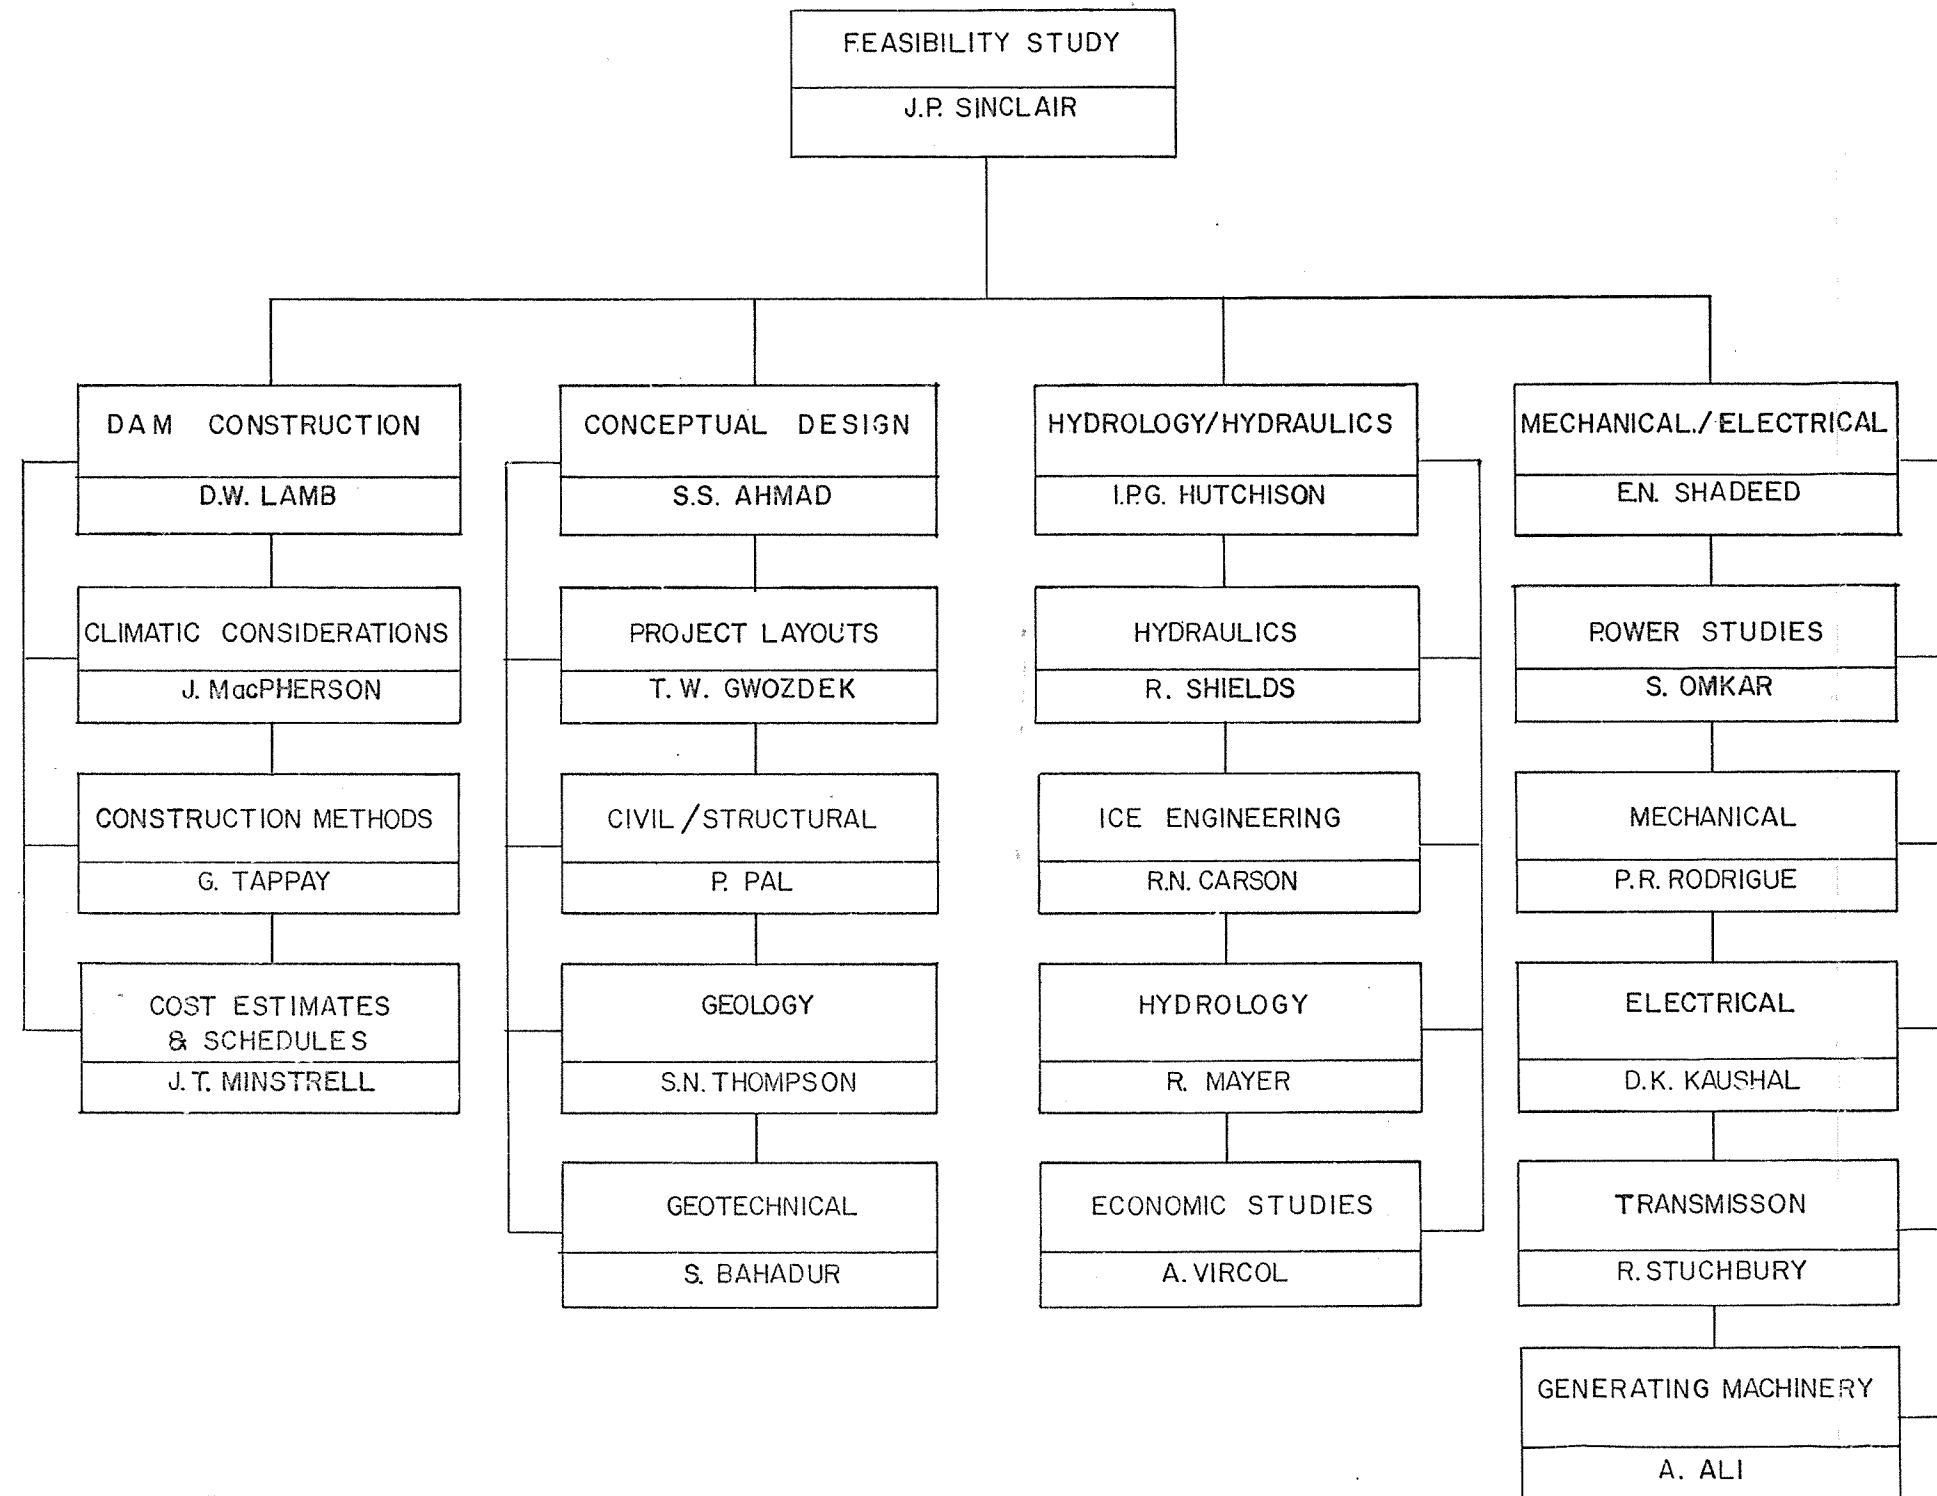 FEASIBILITY STUDY
J.P. SINCLAIR
DAM CONSTRUCTION
D.W. LAMB
CLIMATIC CONSIDERATIONS
J. MacPHERSON
CONSTRUCTION METHODS
G. TAPPAY
COST ESTIMATES
& SCHEDULES
J.T. MINSTRELL
CONCEPTUAL DESIGN
S.S. AHMAD
PROJECT LAYOUTS
T.W. GWOZDEK
CIVIL/STRUCTURAL
P. PAL
GEOLOGY
S.N. THOMPSON
GEOTECHNICAL
S. BAHADUR
HYDROLOGY/HYDRAULICS
I.P.G. HUTCHISON
HYDRAULICS
R. SHIELDS
ICE ENGINEERING
R.N. CARSON
HYDROLOGY
R. MAYER
ECONOMIC STUDIES
A. VIRCOL
MECHANICAL./ELECTRICAL
E.N. SHADEED
POWER STUDIES
S. OMKAR
MECHANICAL
P.R. RODRIGUE
ELECTRICAL
D.K. KAUSHAL
TRANSMISSON
R. STUCHBURY
GENERATING MACHINERY
A. ALI